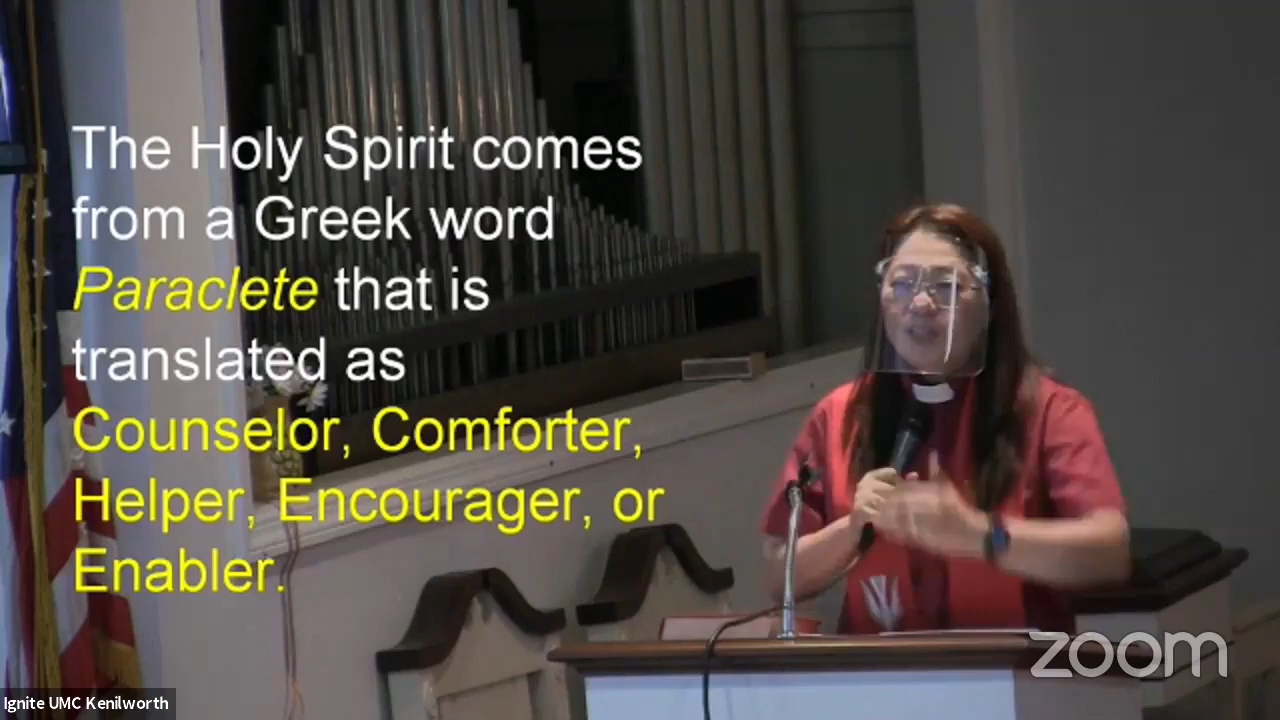 The Holy Spirit comes
from a Greek word
Paraclete that is
translated as
Counselor, Comforter,
Helper, Encourager, or
Enabler.
zoom
Ignite UMC Kenilworth